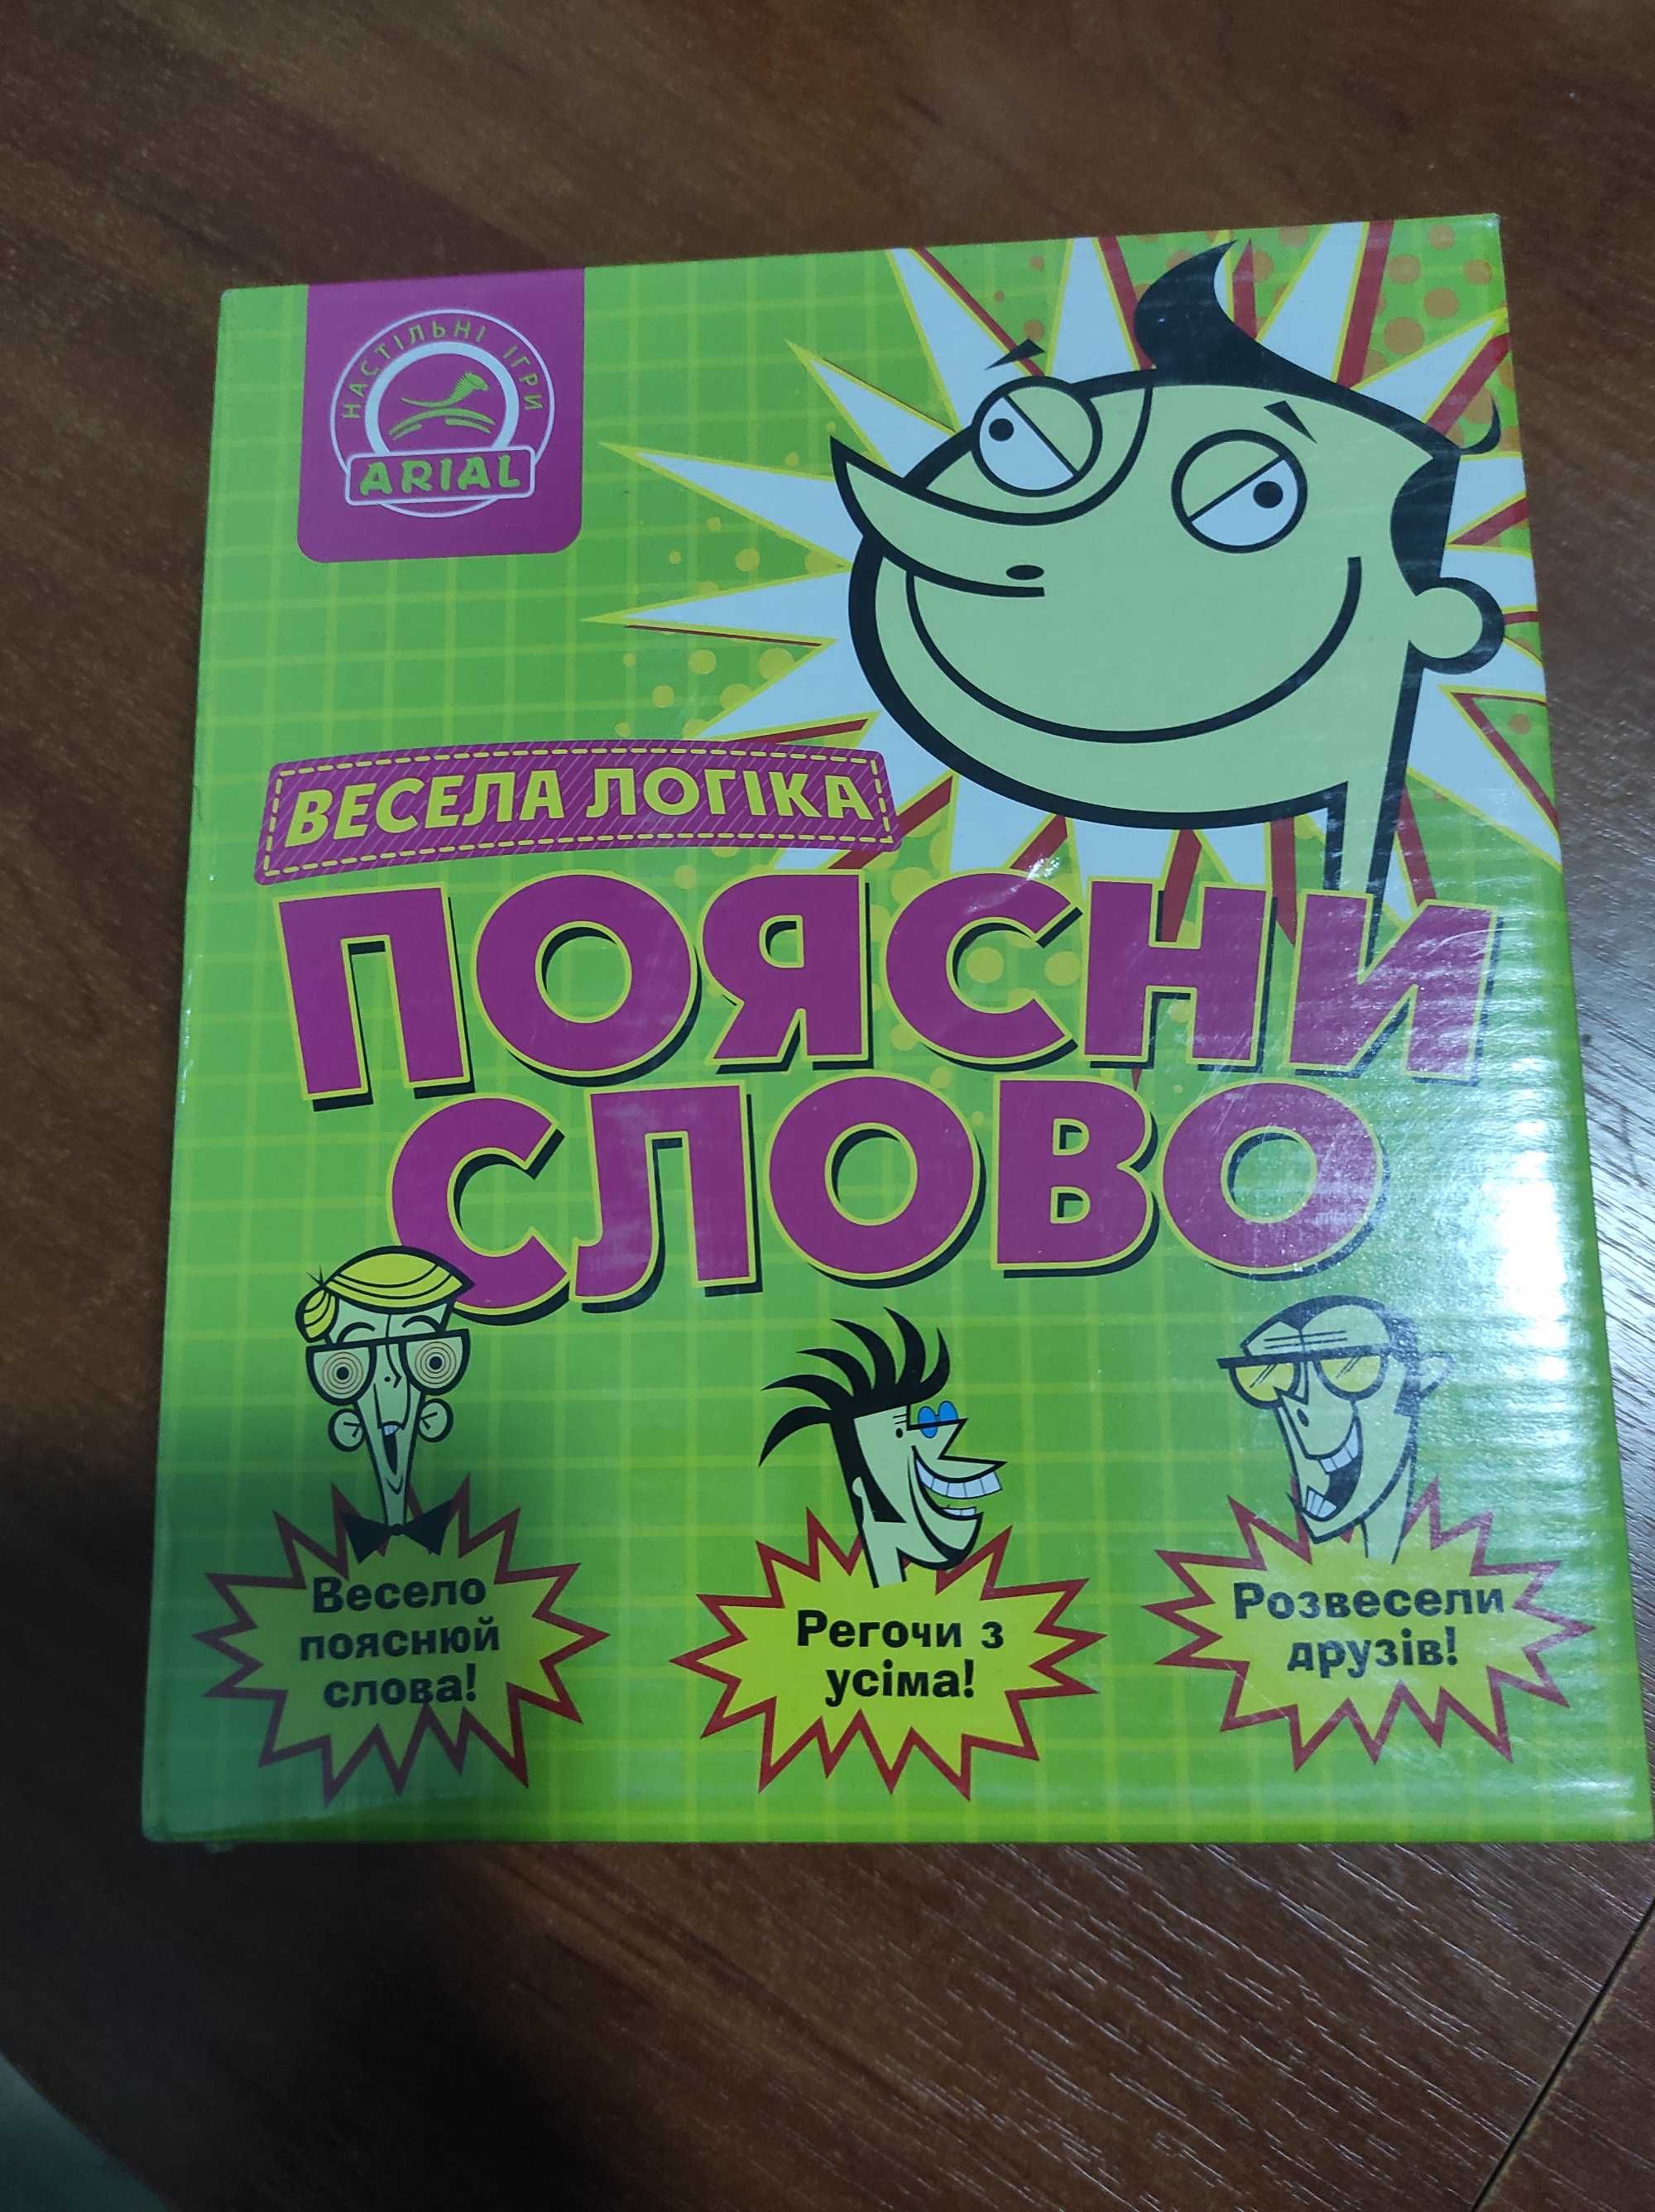 НАСТІЛЬНІ ІГРИ
ARIAL
ВЕСЕЛА ЛОГІКА
ПОЯСНИ
СЛОВО
Весело
пояснюй
слова!
Регочи з
усіма!
Розвесели
друзів!